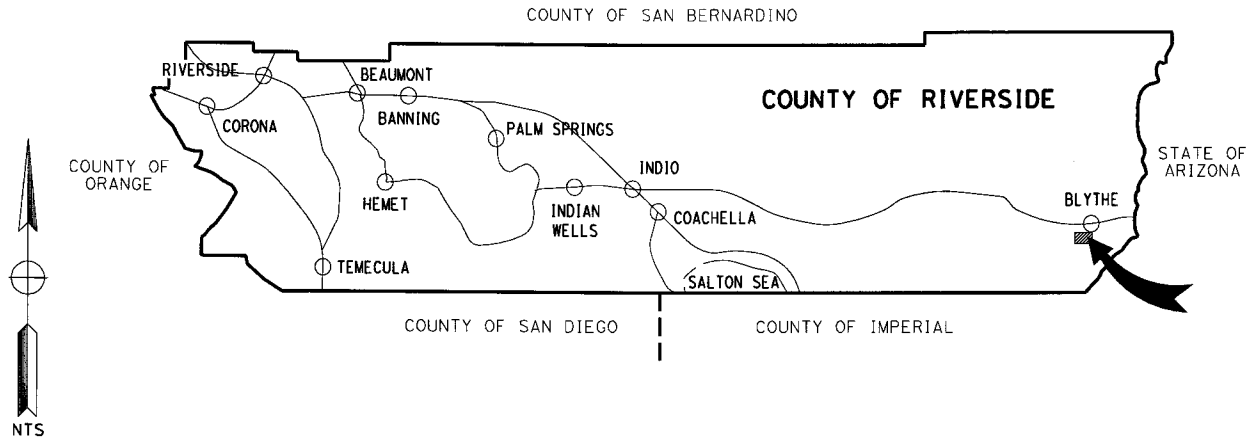 COUNTY OF SAN BERNARDINO
RIVERSIDE
BEAUMONT
COUNTY OF RIVERSIDE
BANNING
CORONA
PALM SPRINGS
COUNTY OF
ORANGE
STATE OF
ARIZONA
INDIO
HEMET
BLYTHE
INDIAN
WELLS
COACHELLA
TEMECULA
SALTON SEA
COUNTY OF SAN DIEGO
COUNTY OF IMPERIAL
NTS